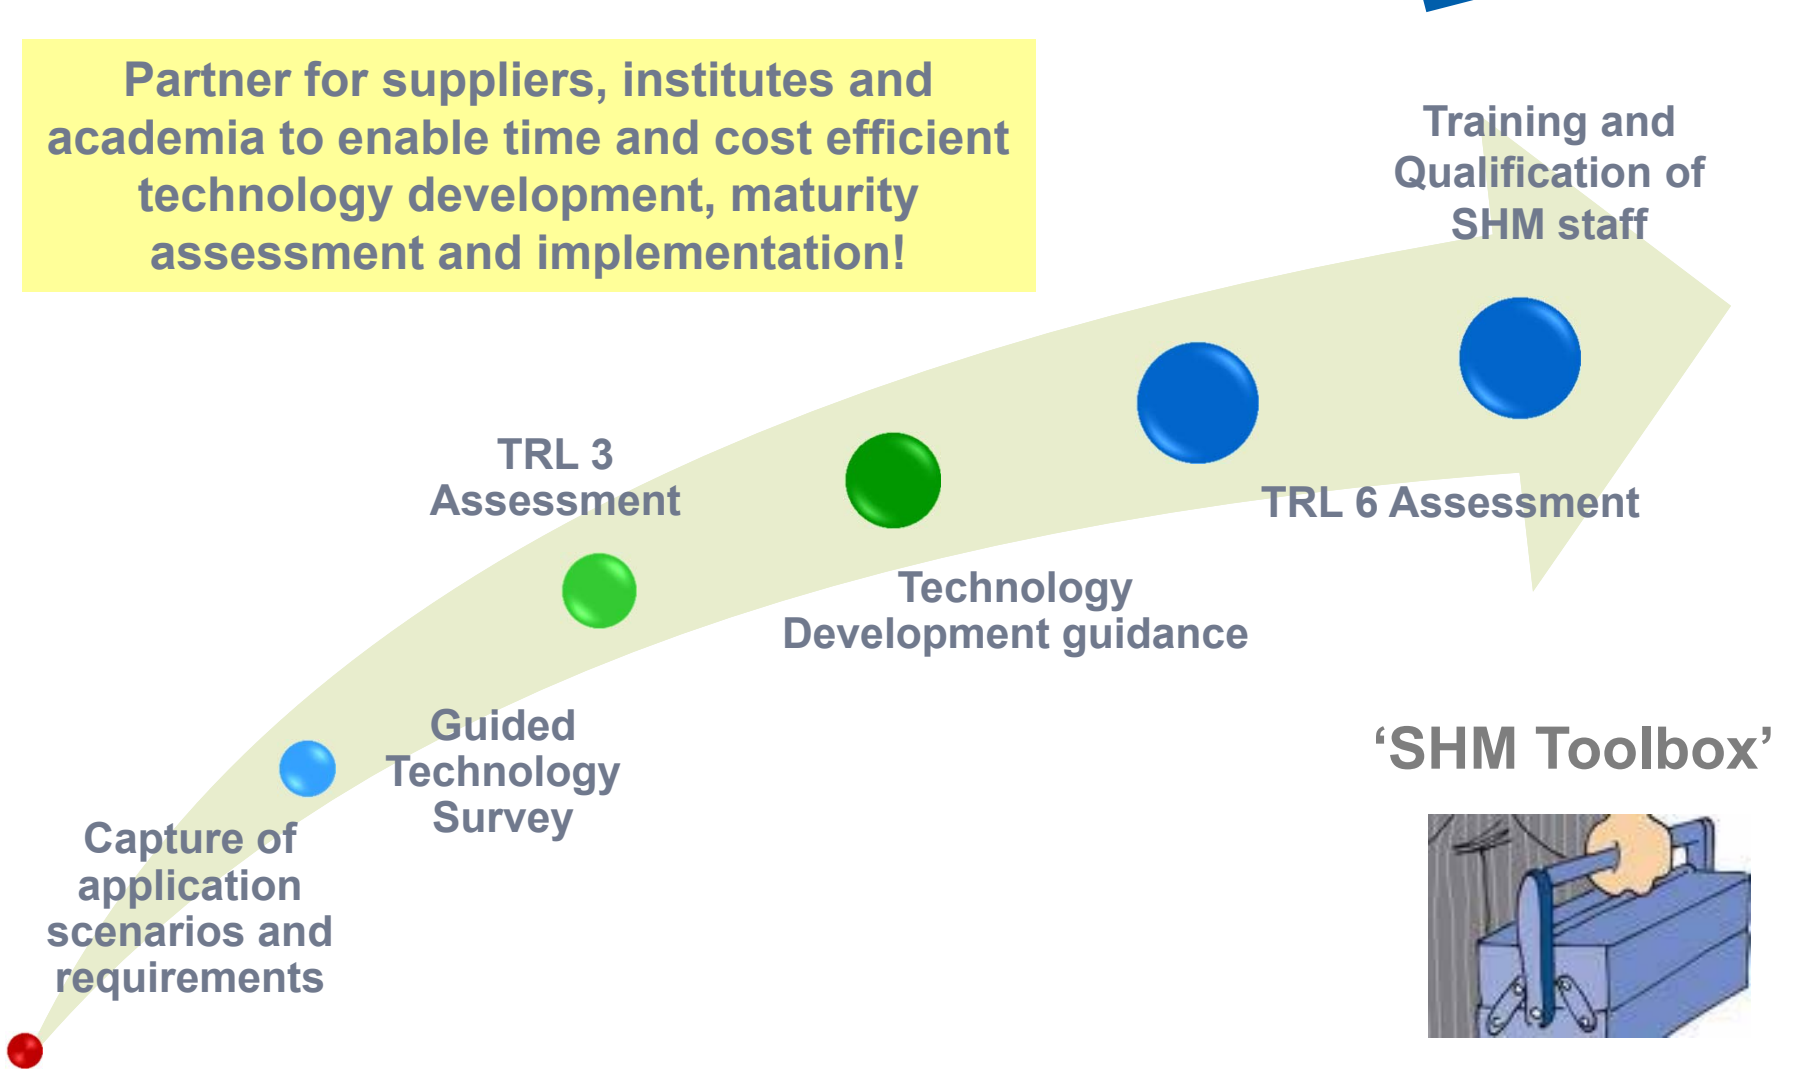 Partner for suppliers, institutes and
academia to enable time and cost efficient
technology development, maturity
assessment and implementation!
Training and
Qualification of
SHM staff
TRL 3
Assessment
TRL 6 Assessment
Technology
Development guidance
Guided
Technology
Survey
‘SHM Toolbox’
Capture of
application
scenarios and
requirements